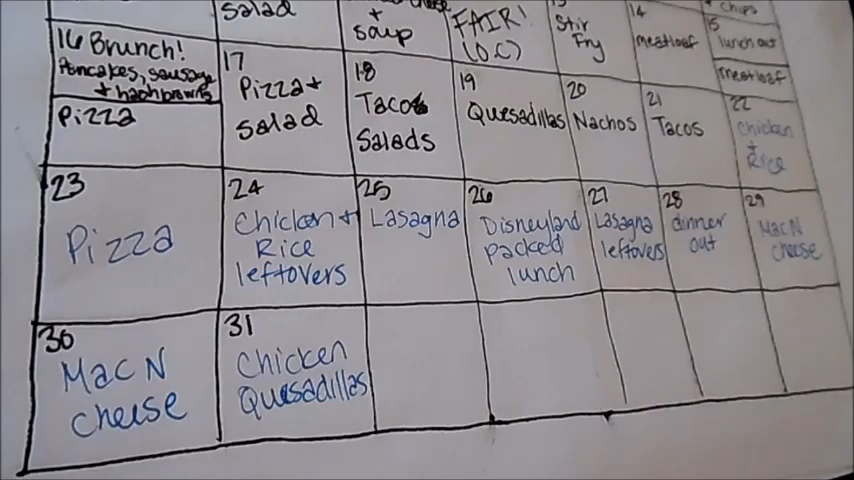 Salad
+
soup
FAIR!
(O.C)
Stir
Fry
14
meatloaf
+ chips
15
lunch out
meatloaf
16 Brunch!
Pancakes, sausage
+ hashbrowns
Pizza
17
Pizza +
Salad
18
Taco
Salads
19
Quesadillas
20
Nachos
21
Tacos
22
Chicken
+
Rice
23
Pizza
24
Chicken +
Rice
leftovers
25
Lasagna
26
Disneyland
packed
lunch
27
Lasagna
leftovers
28
dinner
out
29
Mac N
cheese
30
Mac N
cheese
31
Chicken
Quesadillas